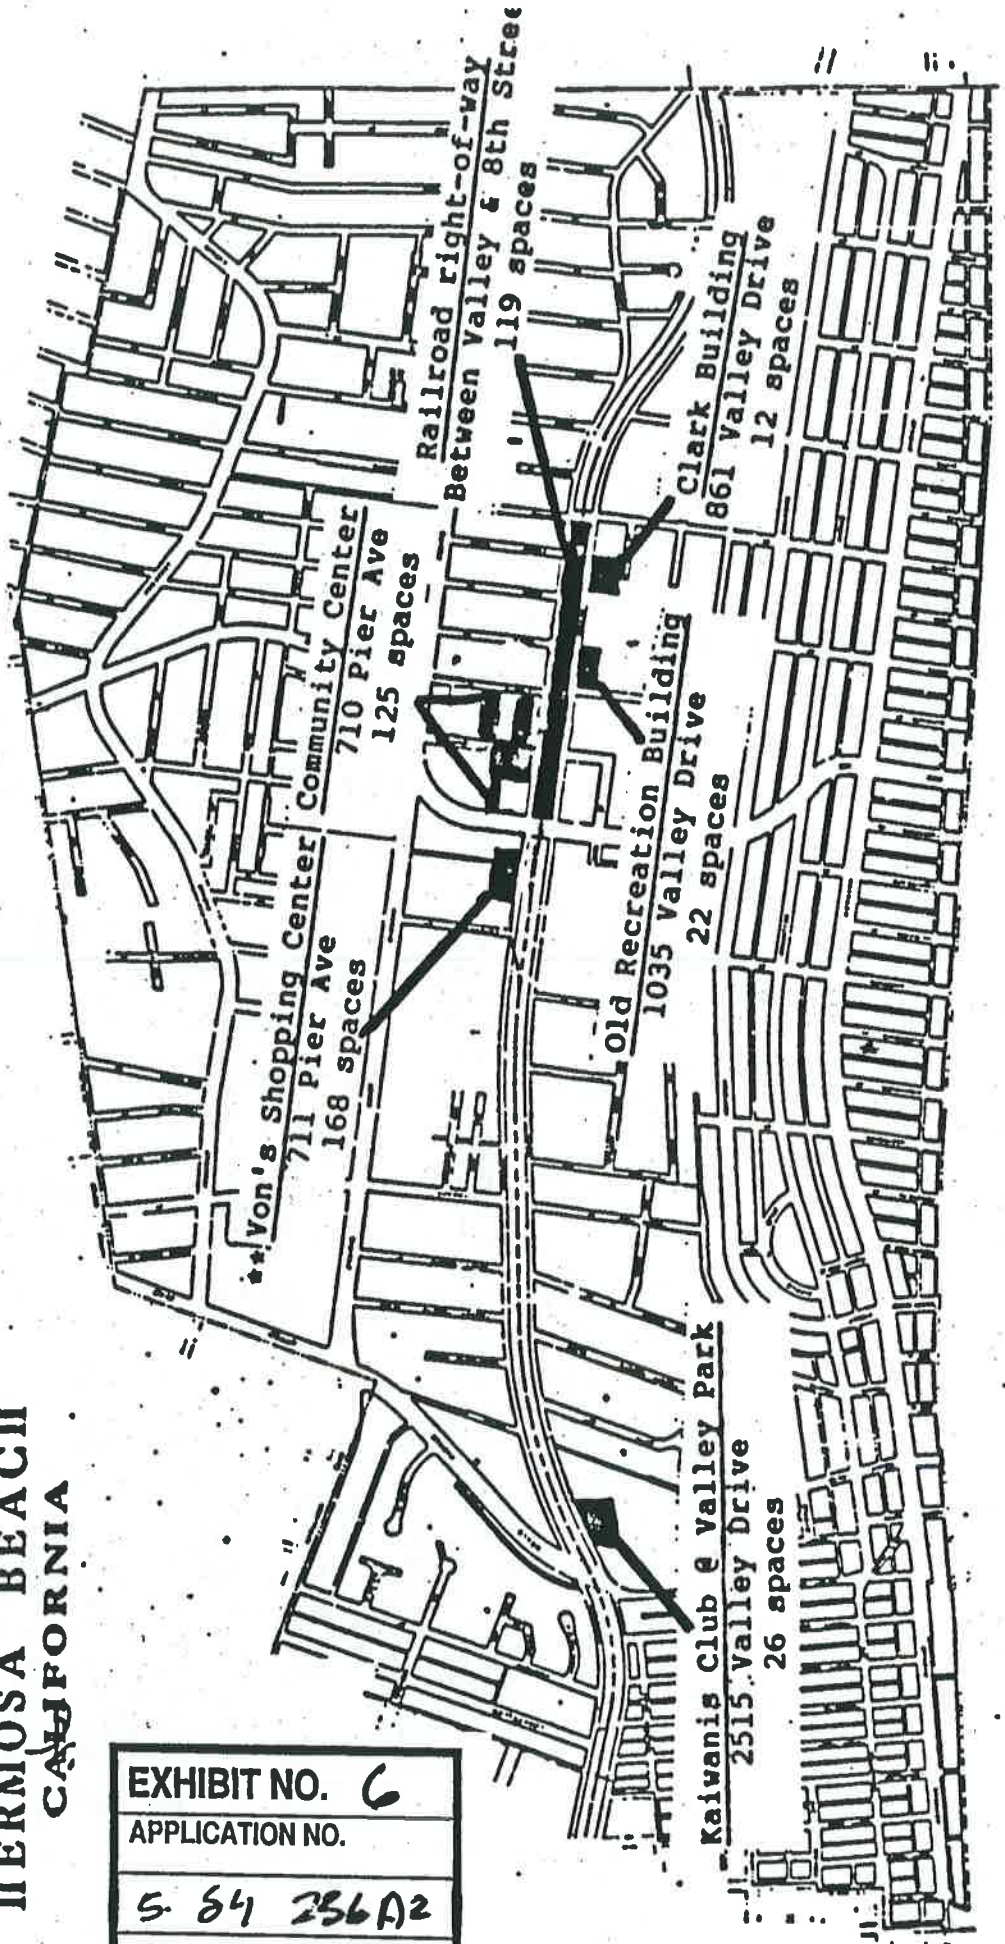 HERMOSA BEACH
CALIFORNIA
Railroad right-of-way
Between Valley & 8th Stree
119 spaces
Community Center
710 Pier Ave
125 spaces
**Von's Shopping Center
711 Pier Ave
168 spaces
Clark Building
861 Valley Drive
12 spaces
Old Recreation Building
1035 Valley Drive
22 spaces
Kaiwanis Club @ Valley Park
2515 Valley Drive
26 spaces
EXHIBIT NO. 6
APPLICATION NO.
5. 84 236 A2